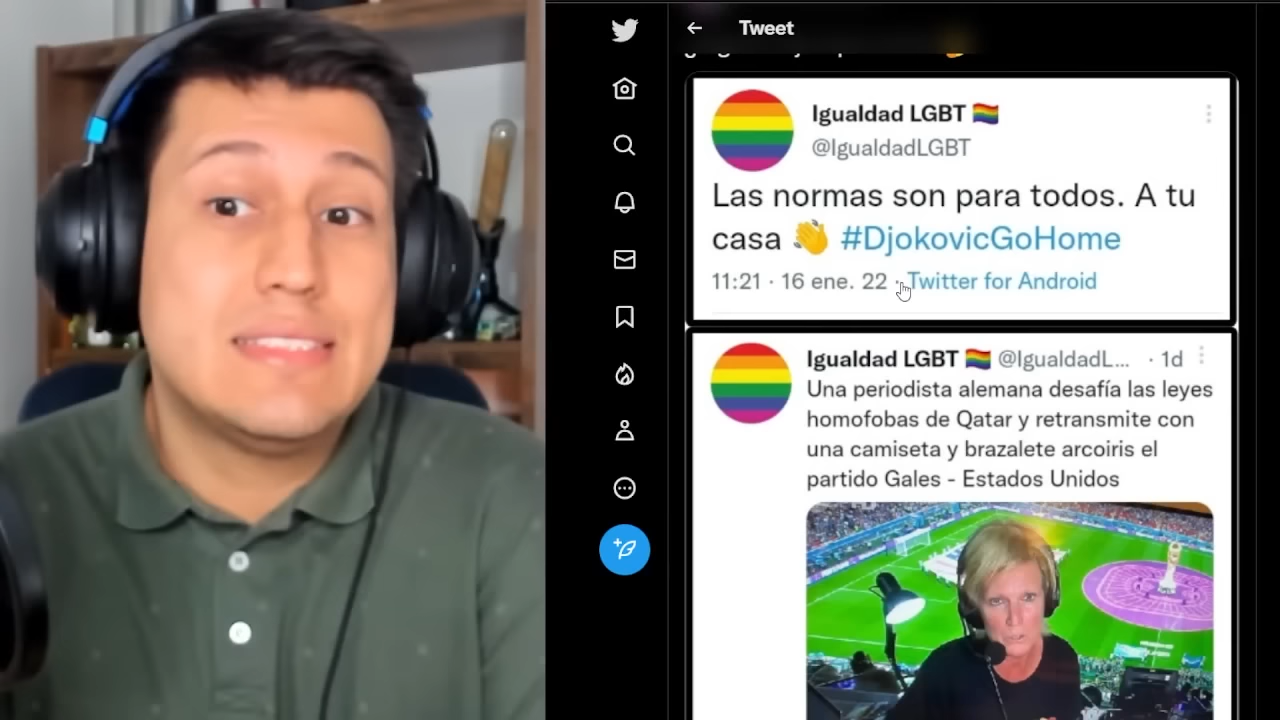 Tweet
Igualdad LGBT 🏳️‍🌈
@IgualdadLGBT
Las normas son para todos. A tu
casa 👋 #DjokovicGoHome
11:21 · 16 ene. 22 · Twitter for Android
Igualdad LGBT 🏳️‍🌈 @IgualdadL... · 1d
Una periodista alemana desafía las leyes
homofobas de Qatar y retransmite con
una camiseta y brazalete arcoiris el
partido Gales - Estados Unidos